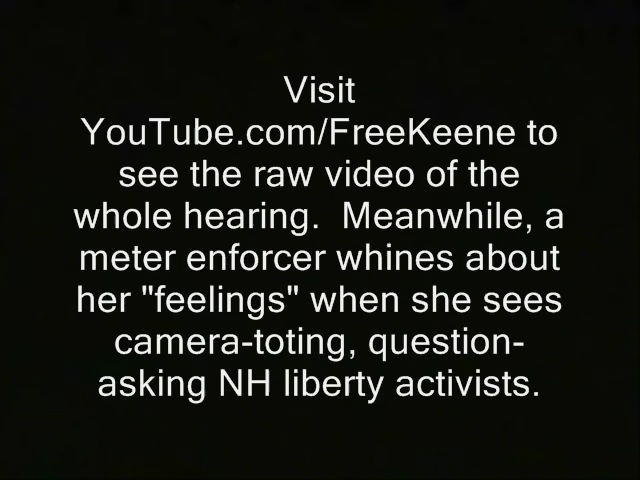 Visit
YouTube.com/FreeKeene to
see the raw video of the
whole hearing.  Meanwhile, a
meter enforcer whines about
her "feelings" when she sees
camera-toting, question-
asking NH liberty activists.